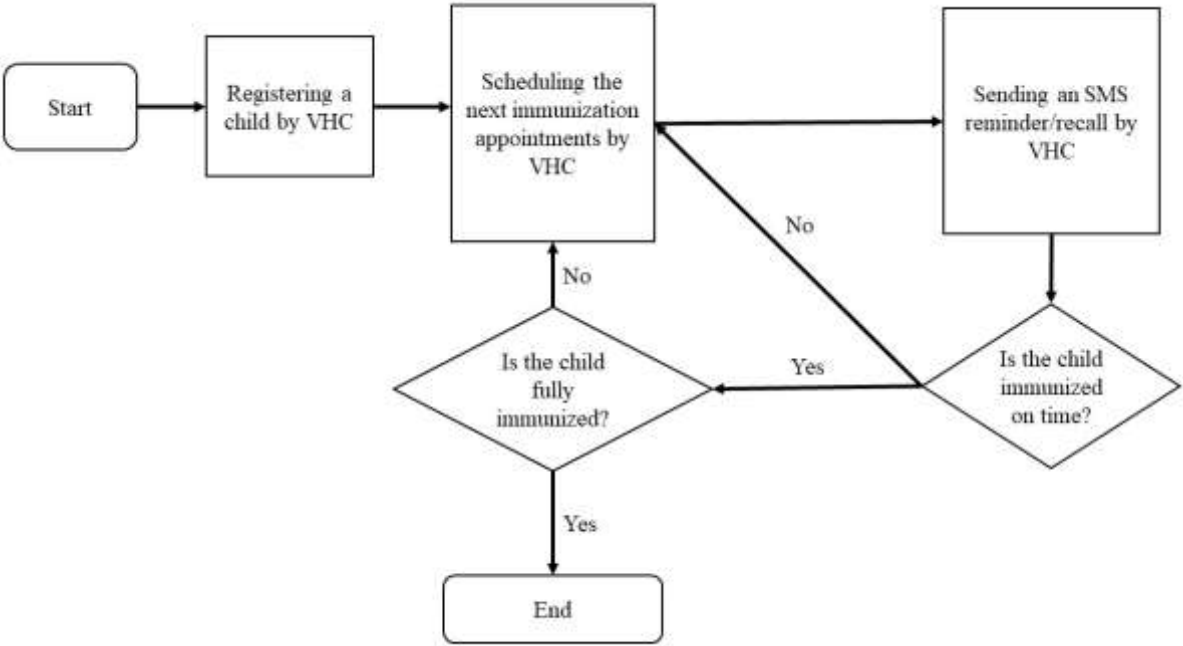 Start
Registering a
child by VHC
Scheduling the
next immunization
appointments by
VHC
Sending an SMS
reminder/recall by
VHC
No
No
Is the child
fully
immunized?
Yes
Is the child
immunized
on time?
Yes
End